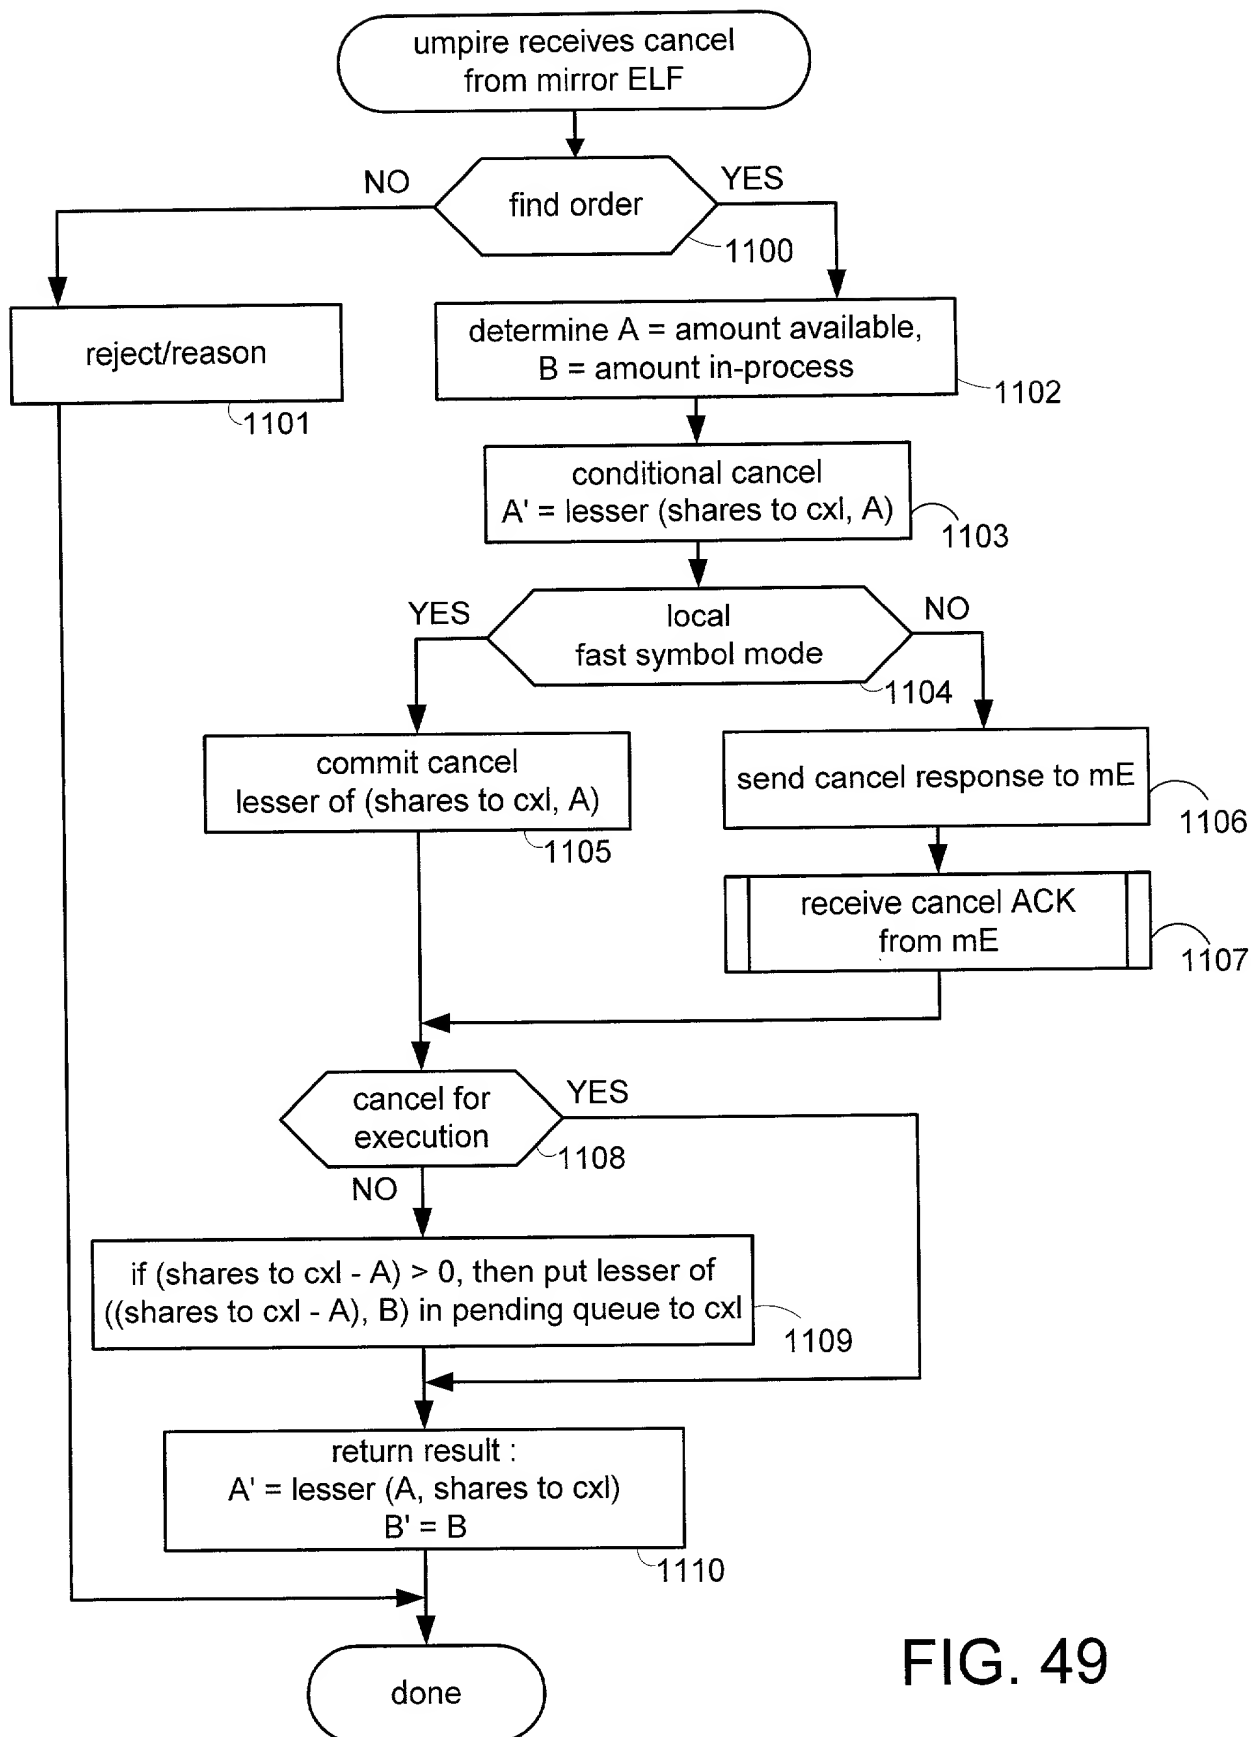 umpire receives cancel
from mirror ELF
NO
YES
find order
1100
reject/reason
1101
determine A = amount available,
B = amount in-process
1102
conditional cancel
A' = lesser (shares to cxl, A)
1103
YES
NO
local
fast symbol mode
1104
commit cancel
lesser of (shares to cxl, A)
1105
send cancel response to mE
1106
receive cancel ACK
from mE
1107
cancel for
execution
YES
1108
NO
if (shares to cxl - A) > 0, then put lesser of
((shares to cxl - A), B) in pending queue to cxl
1109
return result :
A' = lesser (A, shares to cxl)
B' = B
1110
done
FIG. 49